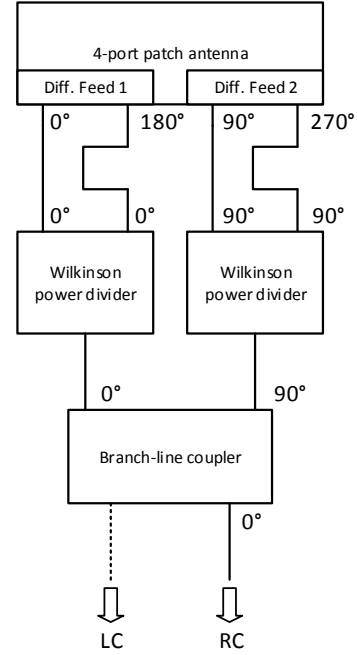 4-port patch antenna
Diff. Feed 1 Diff. Feed 2
0° 180° 90° 270°
0° 0° 90° 90°
Wilkinson
power divider
Wilkinson
power divider
0° 90°
Branch-line coupler
0°
LC RC